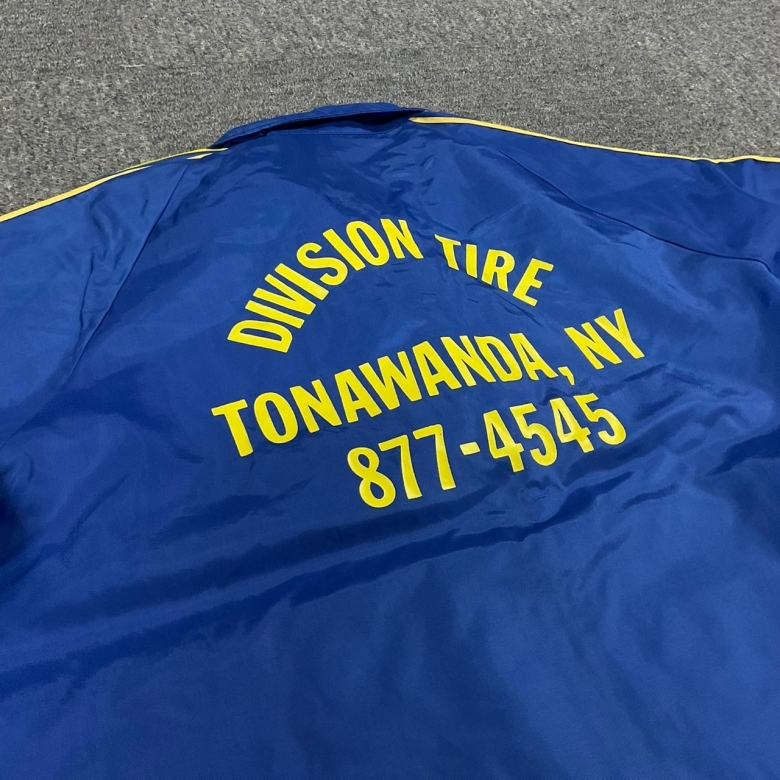 DIVISION TIRE
TONAWANDA, NY
877-4545